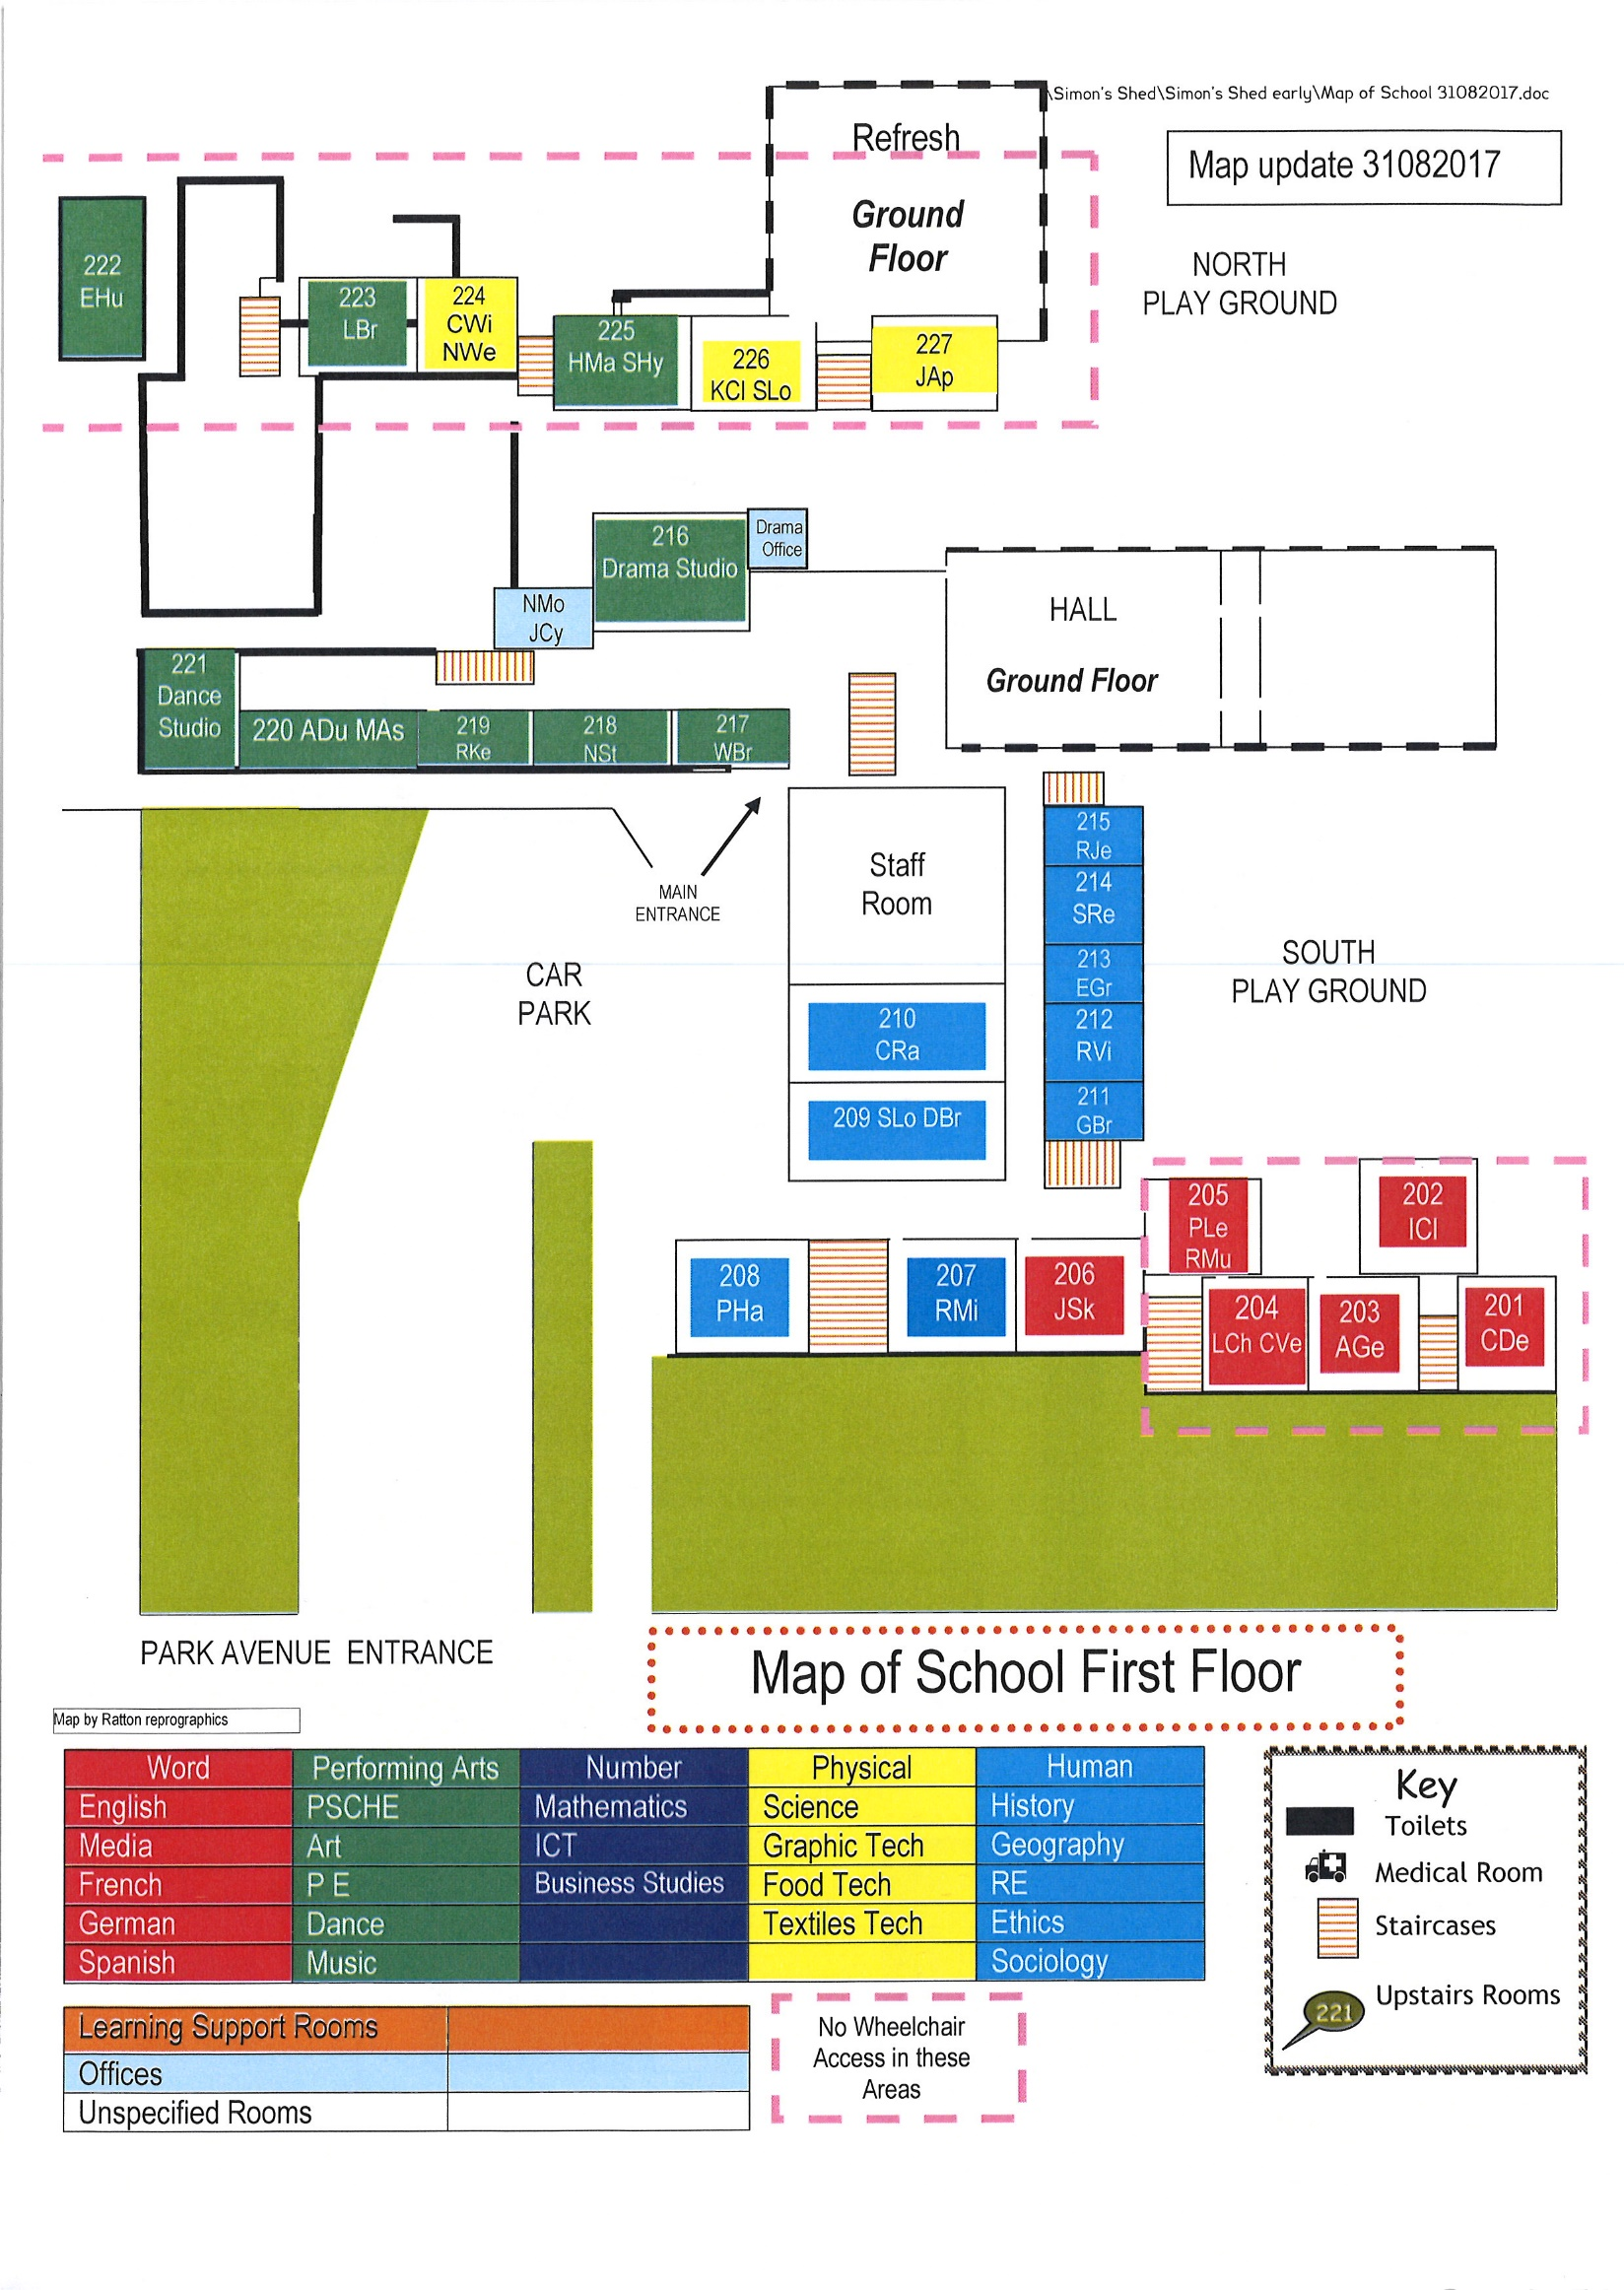 \Simon's Shed\Simon's Shed early\Map of School 31082017.doc
Map update 31082017
Refresh
Ground
Floor
NORTH
PLAY GROUND
222
EHu
223
LBr
224
CWi
NWe
225
HMa SHy
226
KCl SLo
227
JAp
216
Drama Studio
Drama
Office
NMo
JCy
HALL
Ground Floor
221
Dance
Studio
220 ADu MAs
219
RKe
218
NSt
217
WBr
MAIN
ENTRANCE
Staff
Room
215
RJe
214
SRe
213
EGr
212
RVi
211
GBr
CAR
PARK
SOUTH
PLAY GROUND
210
CRa
209 SLo DBr
205
PLe
RMu
202
ICl
208
PHa
207
RMi
206
JSk
204
LCh CVe
203
AGe
201
CDe
PARK AVENUE ENTRANCE
Map of School First Floor
Map by Ratton reprographics
Word
Performing Arts
Number
Physical
Human
English
PSCHE
Mathematics
Science
History
Media
Art
ICT
Graphic Tech
Geography
French
P E
Business Studies
Food Tech
RE
German
Dance
Textiles Tech
Ethics
Spanish
Music
Sociology
Learning Support Rooms
Offices
Unspecified Rooms
No Wheelchair
Access in these
Areas
Key
Toilets
Medical Room
Staircases
Upstairs Rooms
221